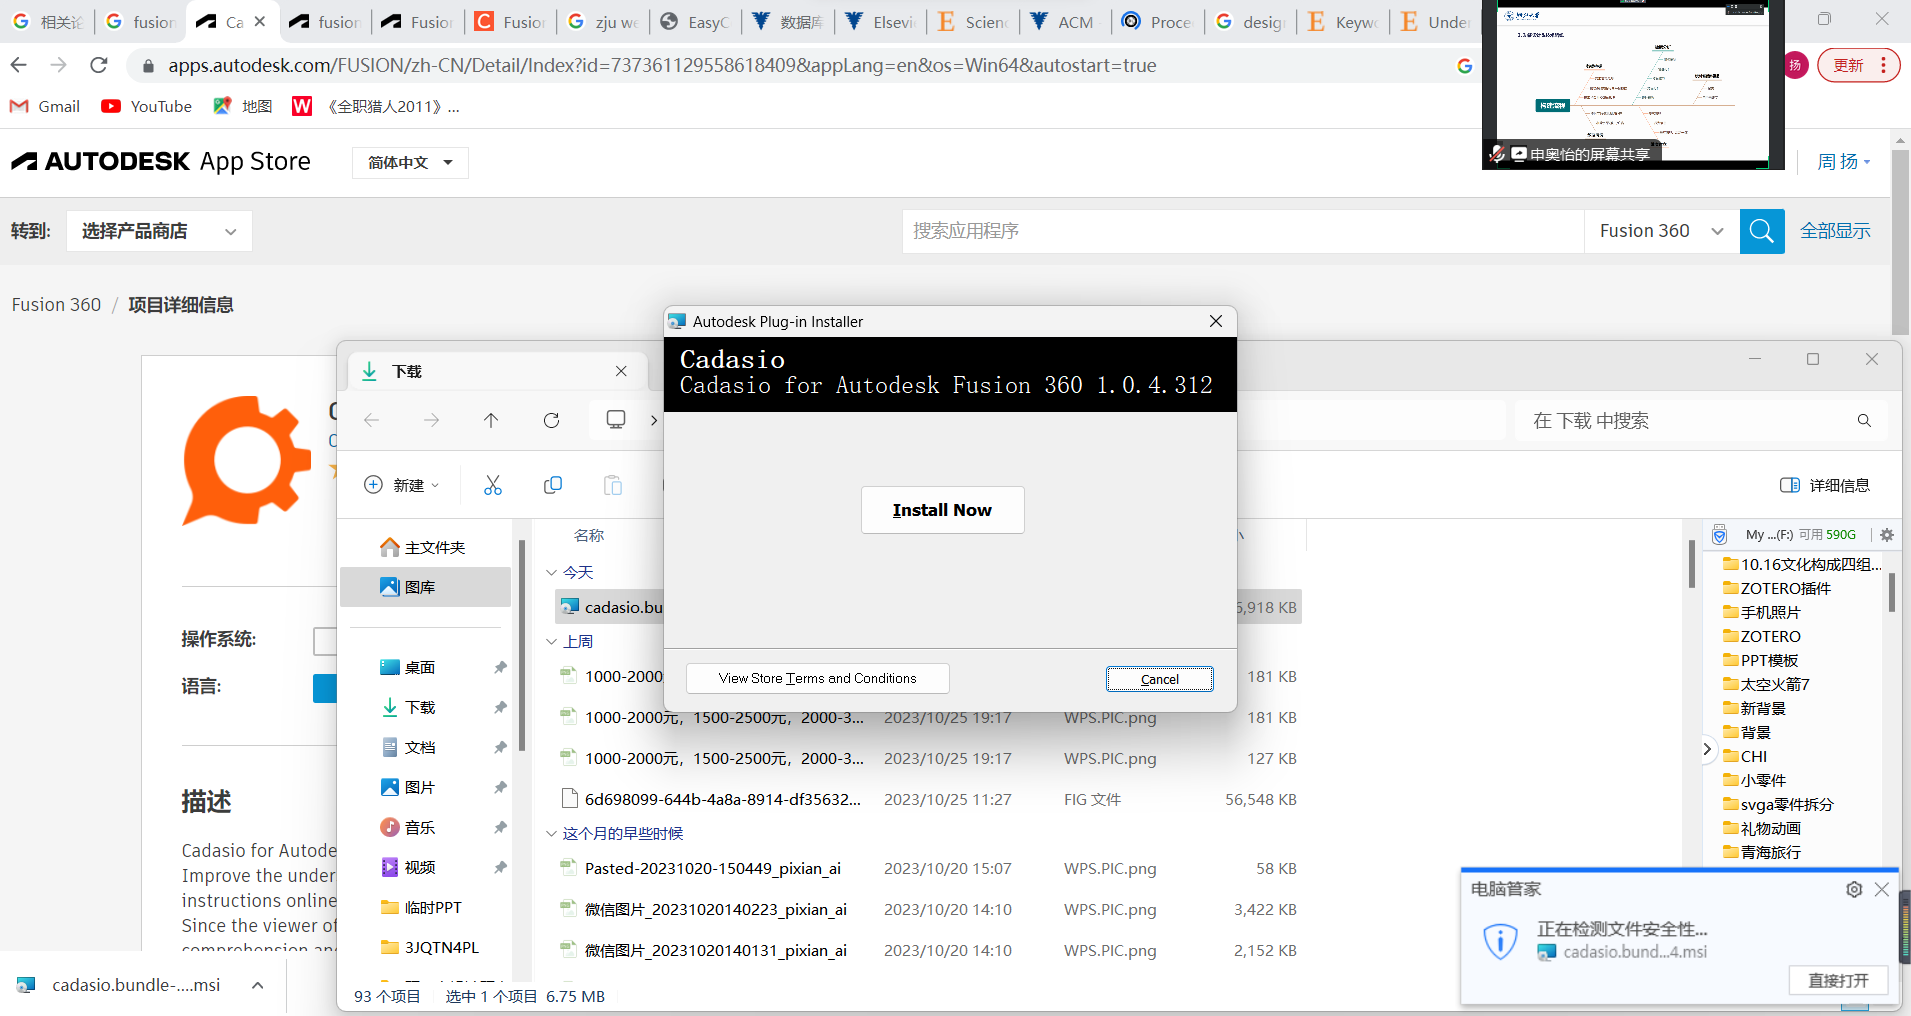 相关论
fusion
Ca
fusion
Fusion
Fusion
zju we
EasyC
数据库
Elsevie
Scienc
ACM
Procee
design
Keywo
Under
apps.autodesk.com/FUSION/zh-CN/Detail/Index?id=7373611295586184098&appLang=en&os=Win64&autostart=true
扬
更新
Gmail
YouTube
地图
《全职猎人2011》...
申奥怡的屏幕共享
AUTODESK App Store
简体中文
周 扬
转到:
选择产品商店
搜索应用程序
Fusion 360
全部显示
Fusion 360 / 项目详细信息
Autodesk Plug-in Installer
Cadasio
Cadasio for Autodesk Fusion 360 1.0.4.312
Install Now
View Store Terms and Conditions
Cancel
下载
在 下载 中搜索
新建
详细信息
主文件夹
图库
桌面
下载
文档
图片
音乐
视频
临时PPT
3JQTN4PL
名称
今天
cadasio.bu
6,918 KB
上周
1000-2000
181 KB
1000-2000元，1500-2500元，2000-3... 2023/10/25 19:17 WPS.PIC.png 181 KB
1000-2000元，1500-2500元，2000-3... 2023/10/25 19:17 WPS.PIC.png 127 KB
6d698099-644b-4a8a-8914-df35632... 2023/10/25 11:27 FIG 文件 56,548 KB
这个月的早些时候
Pasted-20231020-150449_pixian_ai 2023/10/20 15:07 WPS.PIC.png 58 KB
微信图片_20231020140223_pixian_ai 2023/10/20 14:10 WPS.PIC.png 3,422 KB
微信图片_20231020140131_pixian_ai 2023/10/20 14:10 WPS.PIC.png 2,152 KB
93 个项目 选中 1 个项目 6.75 MB
My ...(F:) 可用 590G
10.16文化构成四组...
ZOTERO插件
手机照片
ZOTERO
PPT模板
太空火箭7
新背景
背景
CHI
小零件
svga零件拆分
礼物动画
青海旅行
操作系统:
语言:
描述
Cadasio for Autode
Improve the under
instructions online
Since the viewer of
comprehension an
电脑管家
正在检测文件安全性...
cadasio.bund...4.msi
直接打开
cadasio.bundle-....msi